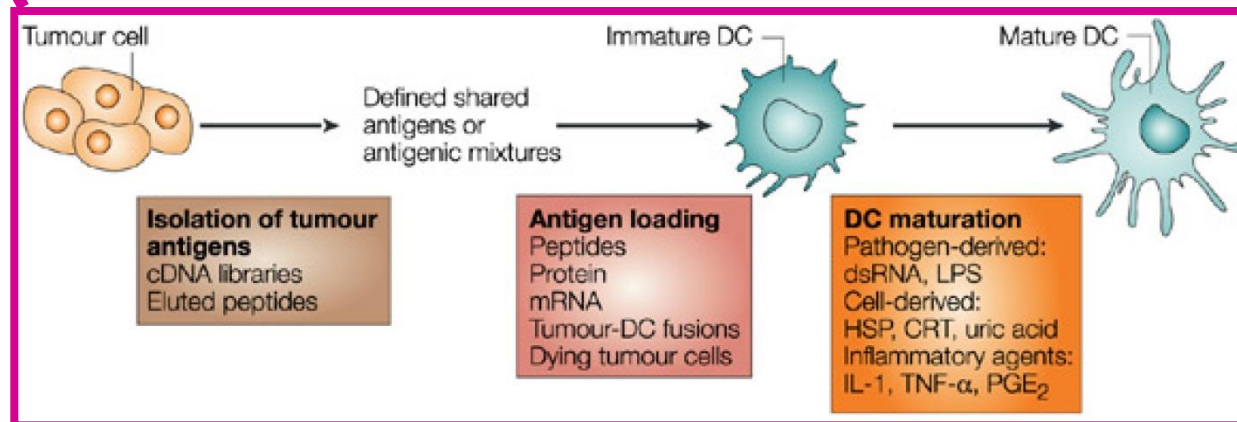 Tumour cell
Immature DC
Mature DC
Defined shared
antigens or
antigenic mixtures
Isolation of tumour
antigens
cDNA libraries
Eluted peptides
Antigen loading
Peptides
Protein
mRNA
Tumour-DC fusions
Dying tumour cells
DC maturation
Pathogen-derived:
dsRNA, LPS
Cell-derived:
HSP, CRT, uric acid
Inflammatory agents:
IL-1, TNF-α, PGE₂